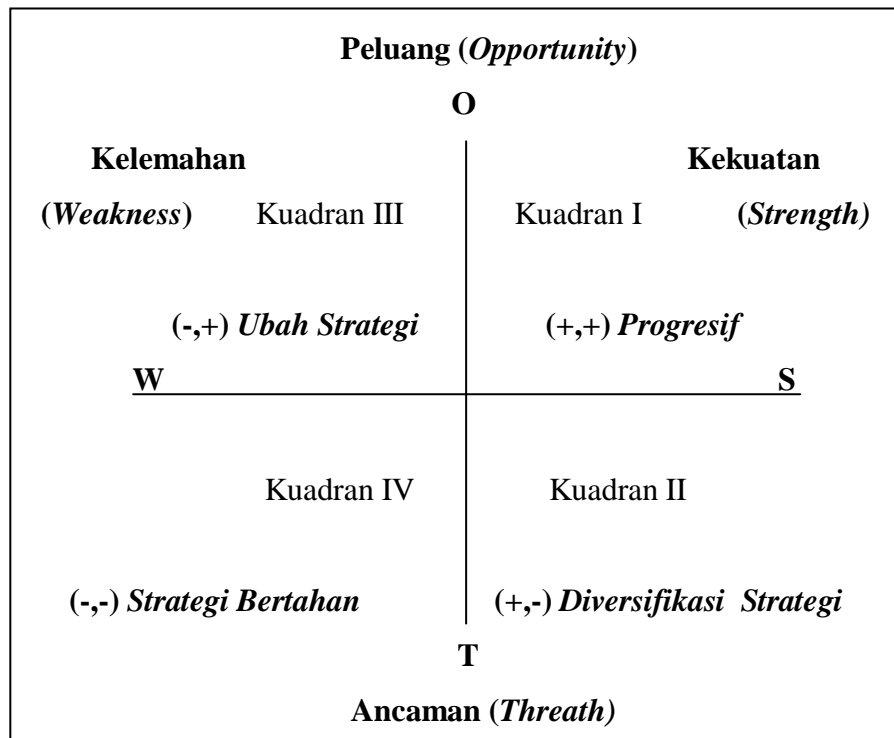 Peluang (Opportunity)
O
Kelemahan Kekuatan
(Weakness) Kuadran III Kuadran I (Strength)
(-,+) Ubah Strategi (+,+) Progresif
W S
Kuadran IV Kuadran II
(-,-) Strategi Bertahan (+,-) Diversifikasi Strategi
T
Ancaman (Threath)